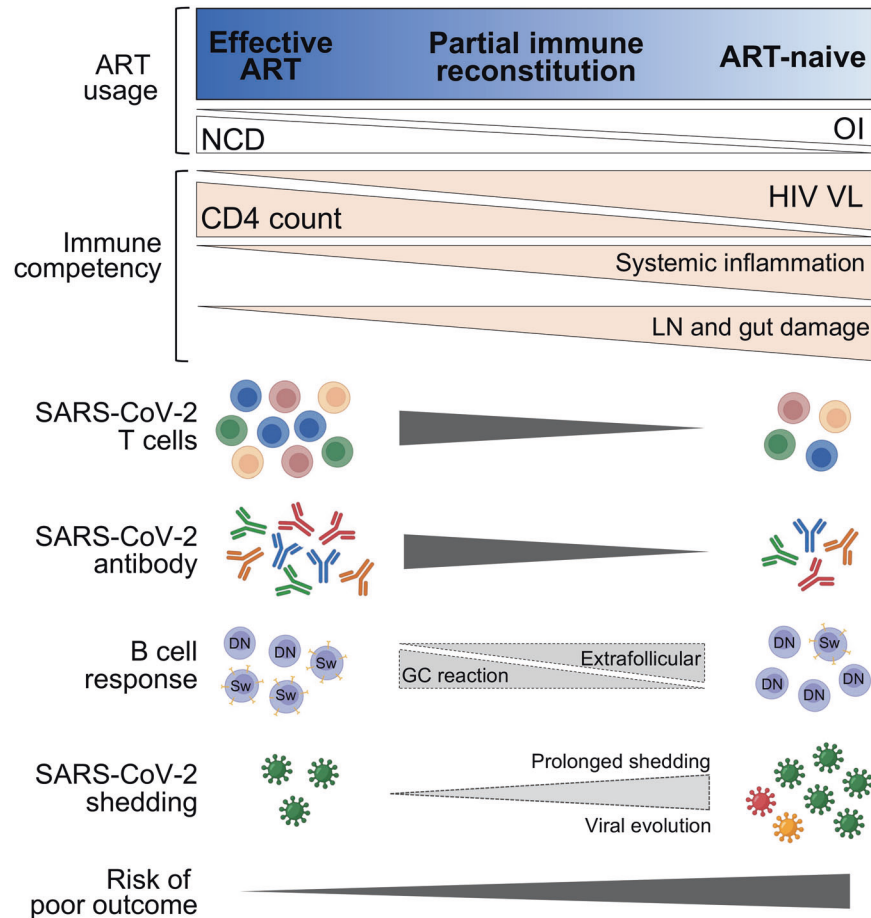 ART
usage
Effective
ART
Partial immune
reconstitution
ART-naive
NCD
OI
Immune
competency
CD4 count
HIV VL
Systemic inflammation
LN and gut damage
SARS-CoV-2
T cells
SARS-CoV-2
antibody
B cell
response
DN
DN
Sw
Sw
Sw
GC reaction
Extrafollicular
DN
Sw
DN
DN
DN
SARS-CoV-2
shedding
Prolonged shedding
Viral evolution
Risk of
poor outcome